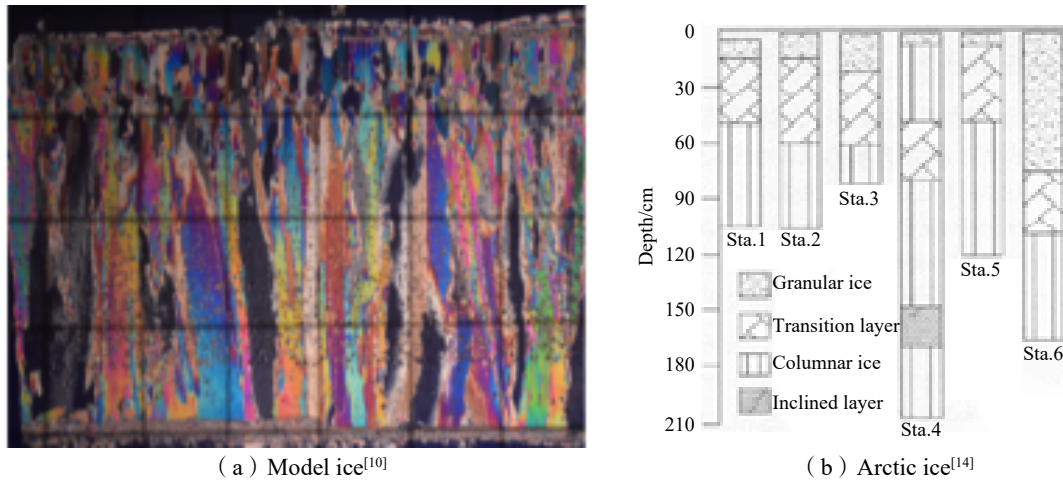 0
30
60
90
120
150
180
210
Depth/cm
Sta.1
Sta.2
Sta.3
Sta.4
Sta.5
Sta.6
Granular ice
Transition layer
Columnar ice
Inclined layer
（a）Model ice[10]
（b）Arctic ice[14]